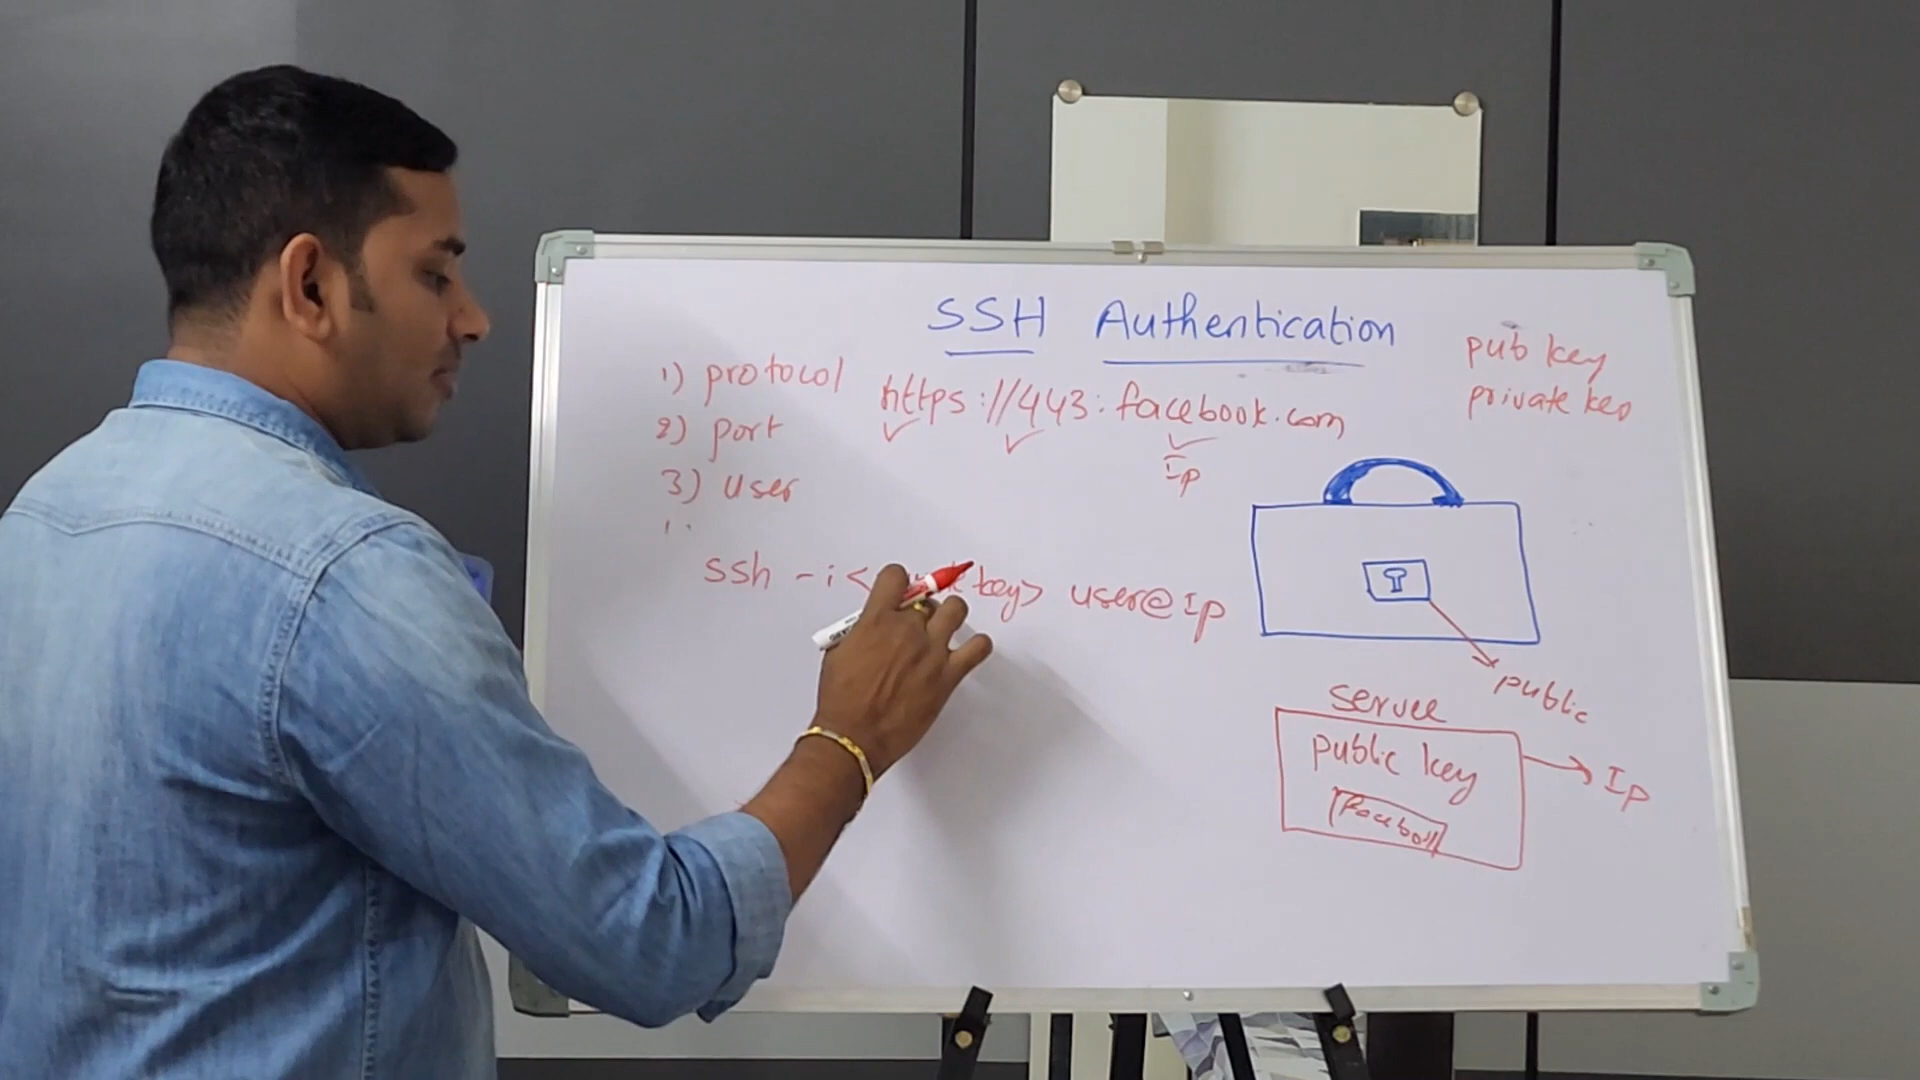 SSH Authentication
pub key
private key
1) protocol
https://443:facebook.com
2) port
Ip
3) user
ssh -i < key> user@Ip
public
server
public key
Ip